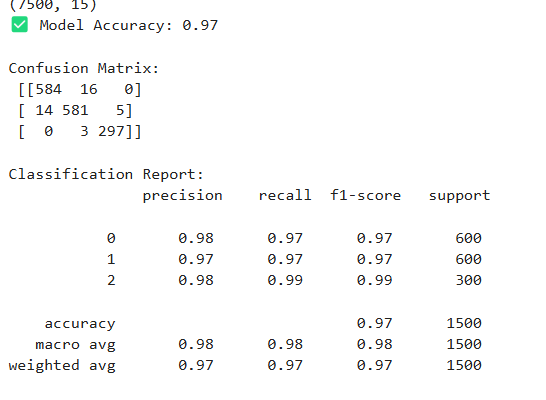 (7500, 15)
✅ Model Accuracy: 0.97
Confusion Matrix:
[[584 16 0]
[ 14 581 5]
[ 0 3 297]]
Classification Report:
precision recall f1-score support
0 0.98 0.97 0.97 600
1 0.97 0.97 0.97 600
2 0.98 0.99 0.99 300
accuracy 0.97 1500
macro avg 0.98 0.98 0.98 1500
weighted avg 0.97 0.97 0.97 1500